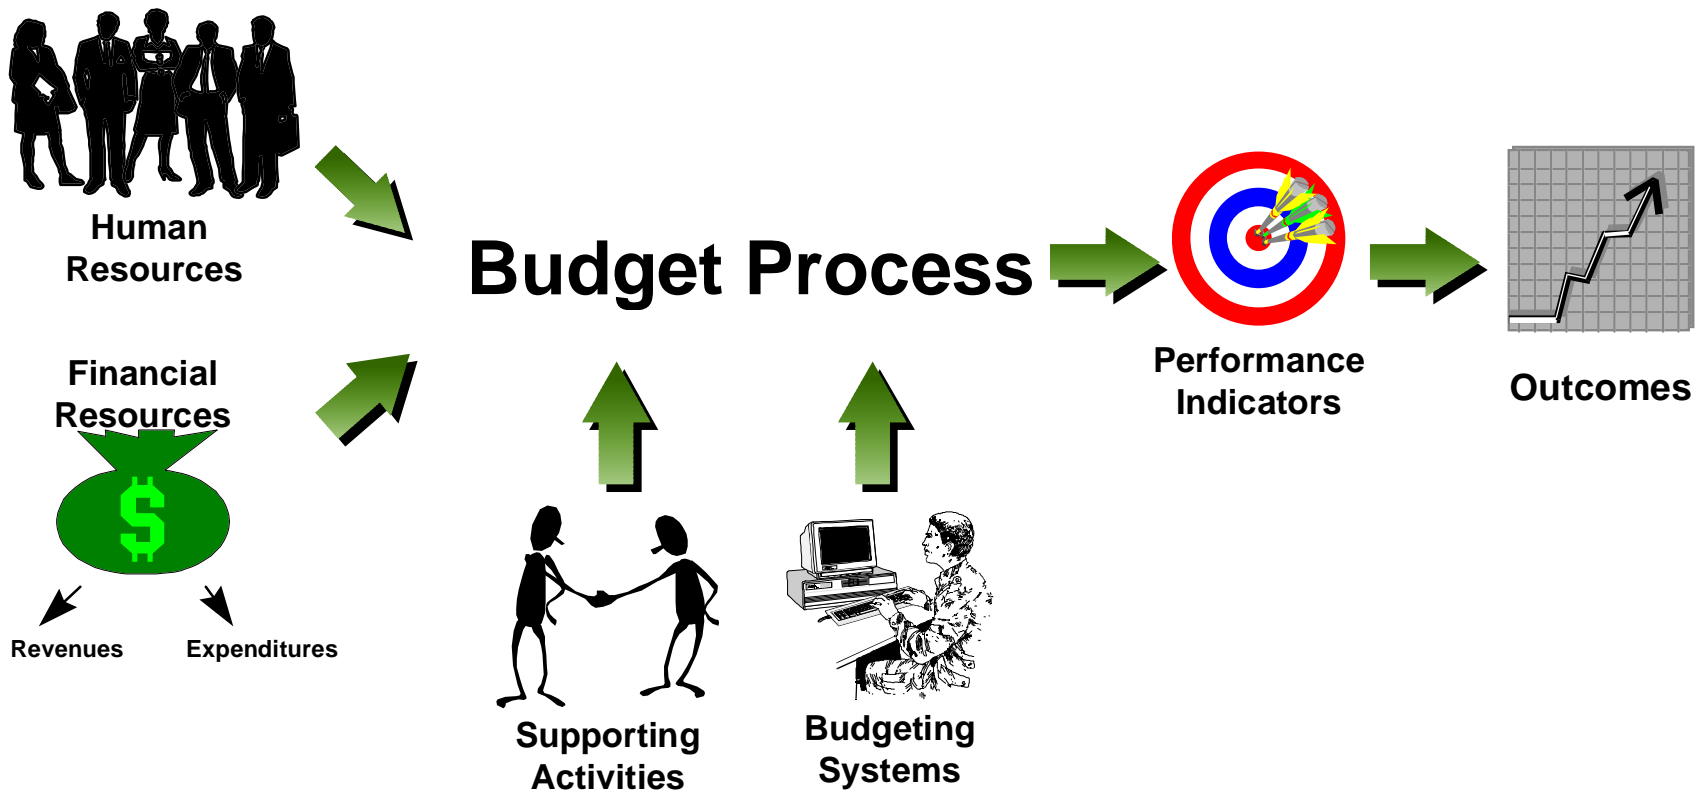 Human
Resources
Financial
Resources
$
Revenues
Expenditures
Budget Process
Supporting
Activities
Budgeting
Systems
Performance
Indicators
Outcomes